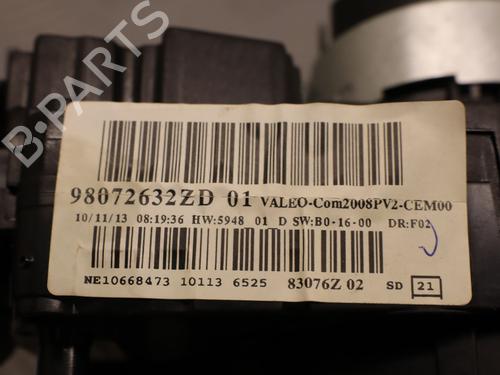 B-PARTS
98072632ZD 01 VALEO-Com2008PV2-CEM00
10/11/13 08:19:36 HW:5948 01 D SW:B0-16-00 DR:F02
NE10668473 10113 6525 83076Z 02 SD 21